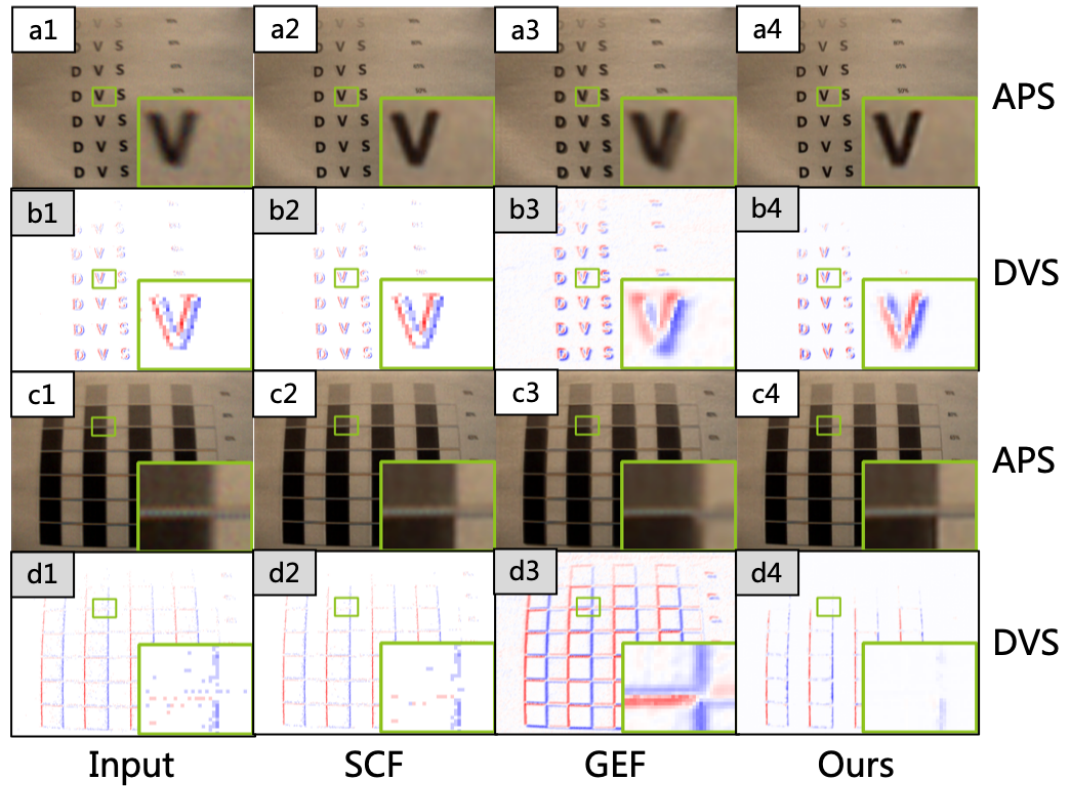 a1 a2 a3 a4 APS
D V S D V S D V S D V S
D V S D V S D V S D V S
D V S D V S D V S D V S
D V S D V S D V S D V S
D V S D V S D V S D V S
V
V
V
V
b1 b2 b3 b4 DVS
D V S D V S D V S D V S
D V S D V S D V S D V S
D V S D V S D V S D V S
D V S D V S D V S D V S
V
V
V
V
c1 c2 c3 c4 APS
d1 d2 d3 d4 DVS
Input SCF GEF Ours